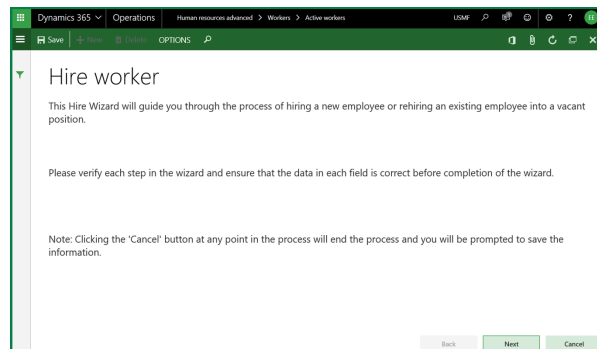 Dynamics 365 Operations Human resources advanced > Workers > Active workers USMF ? EE
Save + New Delete OPTIONS
Hire worker
This Hire Wizard will guide you through the process of hiring a new employee or rehiring an existing employee into a vacant
position.
Please verify each step in the wizard and ensure that the data in each field is correct before completion of the wizard.
Note: Clicking the 'Cancel' button at any point in the process will end the process and you will be prompted to save the
information.
Back Next Cancel